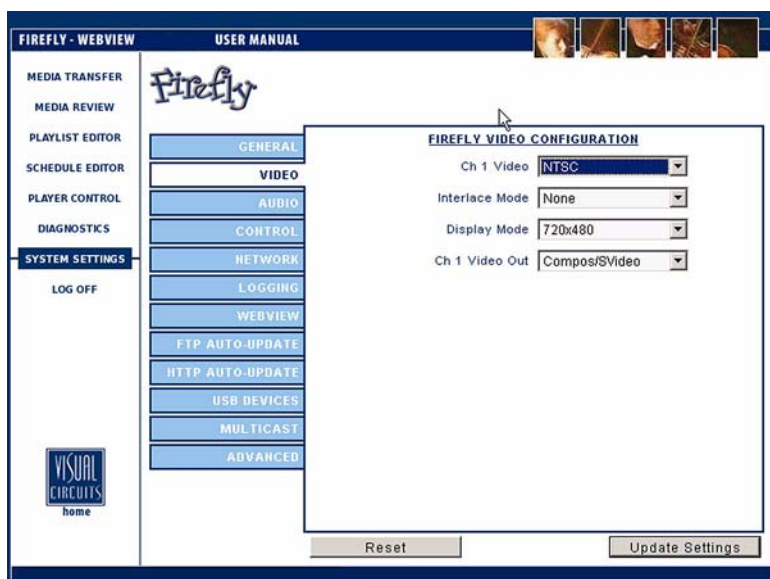 FIREFLY - WEBVIEW
USER MANUAL
MEDIA TRANSFER
MEDIA REVIEW
PLAYLIST EDITOR
SCHEDULE EDITOR
PLAYER CONTROL
DIAGNOSTICS
SYSTEM SETTINGS
LOG OFF
VISUAL
CIRCUITS
home
Firefly
GENERAL
VIDEO
AUDIO
CONTROL
NETWORK
LOGGING
WEBVIEW
FTP AUTO-UPDATE
HTTP AUTO-UPDATE
USB DEVICES
MULTICAST
ADVANCED
FIREFLY VIDEO CONFIGURATION
Ch 1 Video NTSC
Interlace Mode None
Display Mode 720x480
Ch 1 Video Out Compos/SVideo
Reset
Update Settings